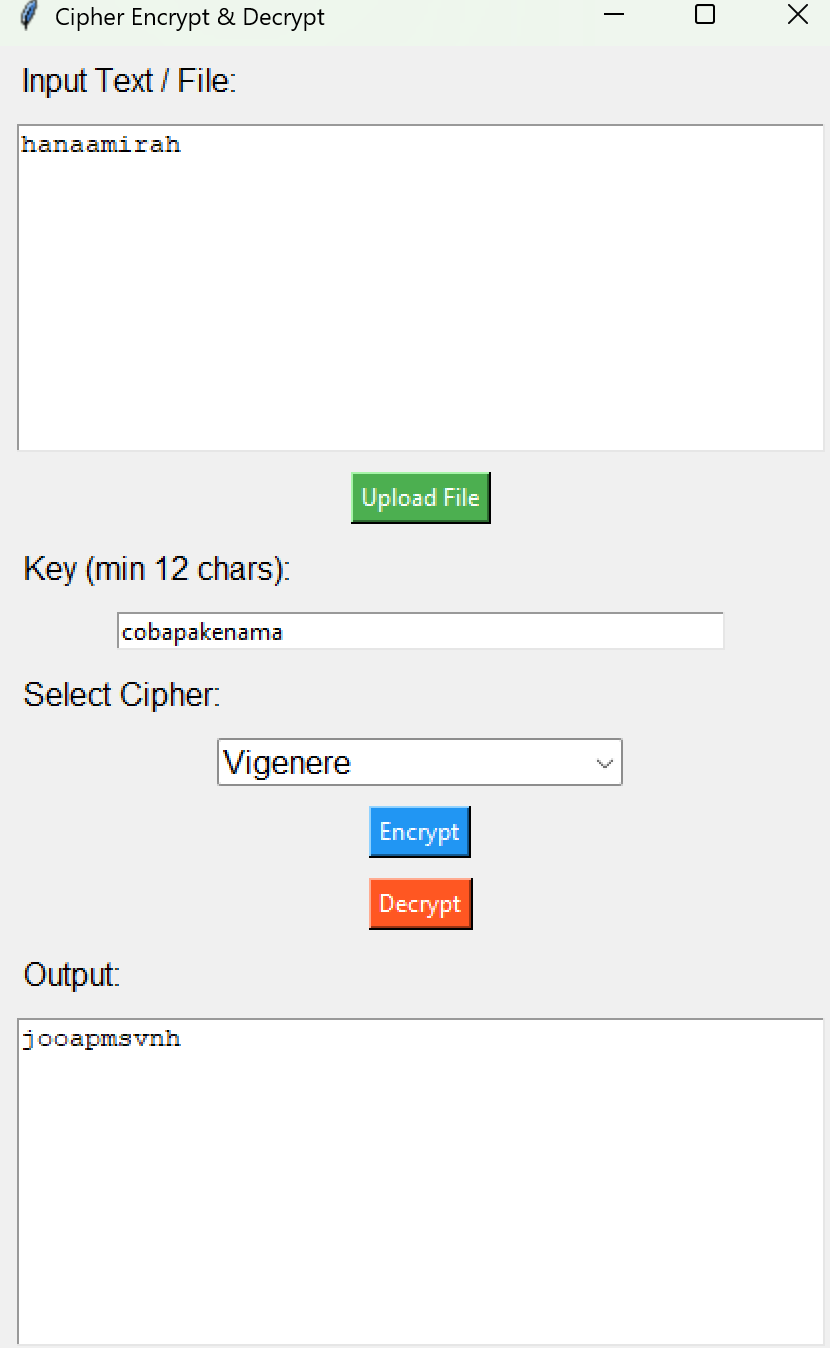 Cipher Encrypt & Decrypt
Input Text / File:
hanaamirah
Upload File
Key (min 12 chars):
cobapakenama
Select Cipher:
Vigenere
Encrypt
Decrypt
Output:
jooapmsvnh